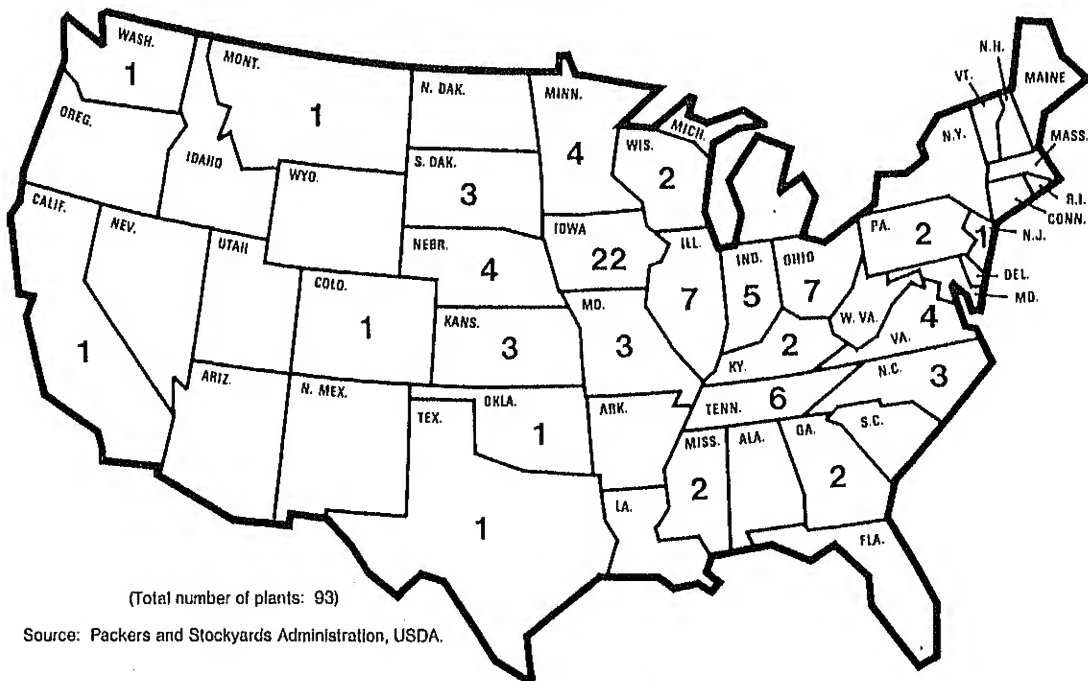 WASH.
1
MONT.
1
N. DAK.
MINN.
4
OREG.
IDAHO
WYO.
S. DAK.
3
WIS.
2
MICH.
N.H.
VT.
MAINE
N.Y.
MASS.
R.I.
CONN.
N.J.
1
PA.
2
DEL.
MD.
CALIF.
1
NEV.
UTAH
COLO.
1
NEBR.
4
IOWA
22
ILL.
7
IND.
5
OHIO
7
W. VA.
VA.
4
KANS.
3
MO.
3
KY.
2
ARIZ.
N. MEX.
TEX.
1
OKLA.
1
ARK.
TENN.
6
N.C.
3
S.C.
MISS.
2
ALA.
GA.
2
LA.
FLA.
(Total number of plants: 93)
Source: Packers and Stockyards Administration, USDA.